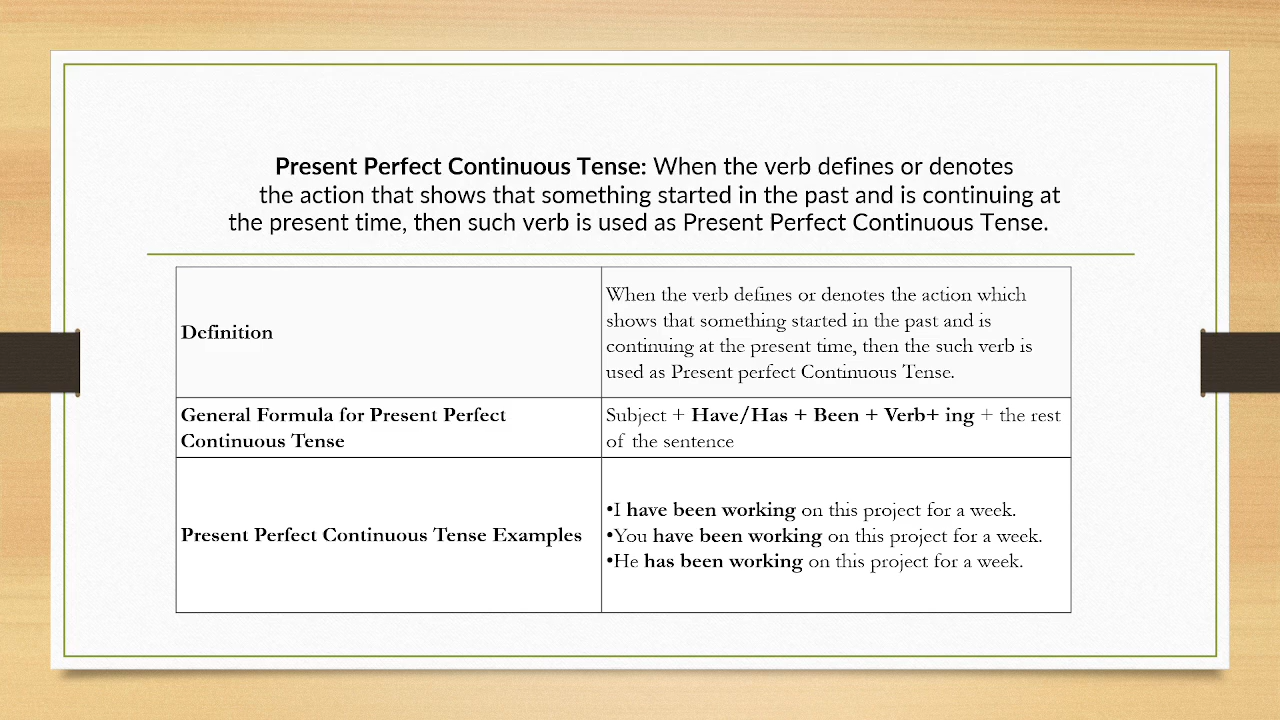 Present Perfect Continuous Tense: When the verb defines or denotes
the action that shows that something started in the past and is continuing at
the present time, then such verb is used as Present Perfect Continuous Tense.
Definition
When the verb defines or denotes the action which
shows that something started in the past and is
continuing at the present time, then the such verb is
used as Present perfect Continuous Tense.
General Formula for Present Perfect
Continuous Tense
Subject + Have/Has + Been + Verb+ ing + the rest
of the sentence
Present Perfect Continuous Tense Examples
•I have been working on this project for a week.
•You have been working on this project for a week.
•He has been working on this project for a week.